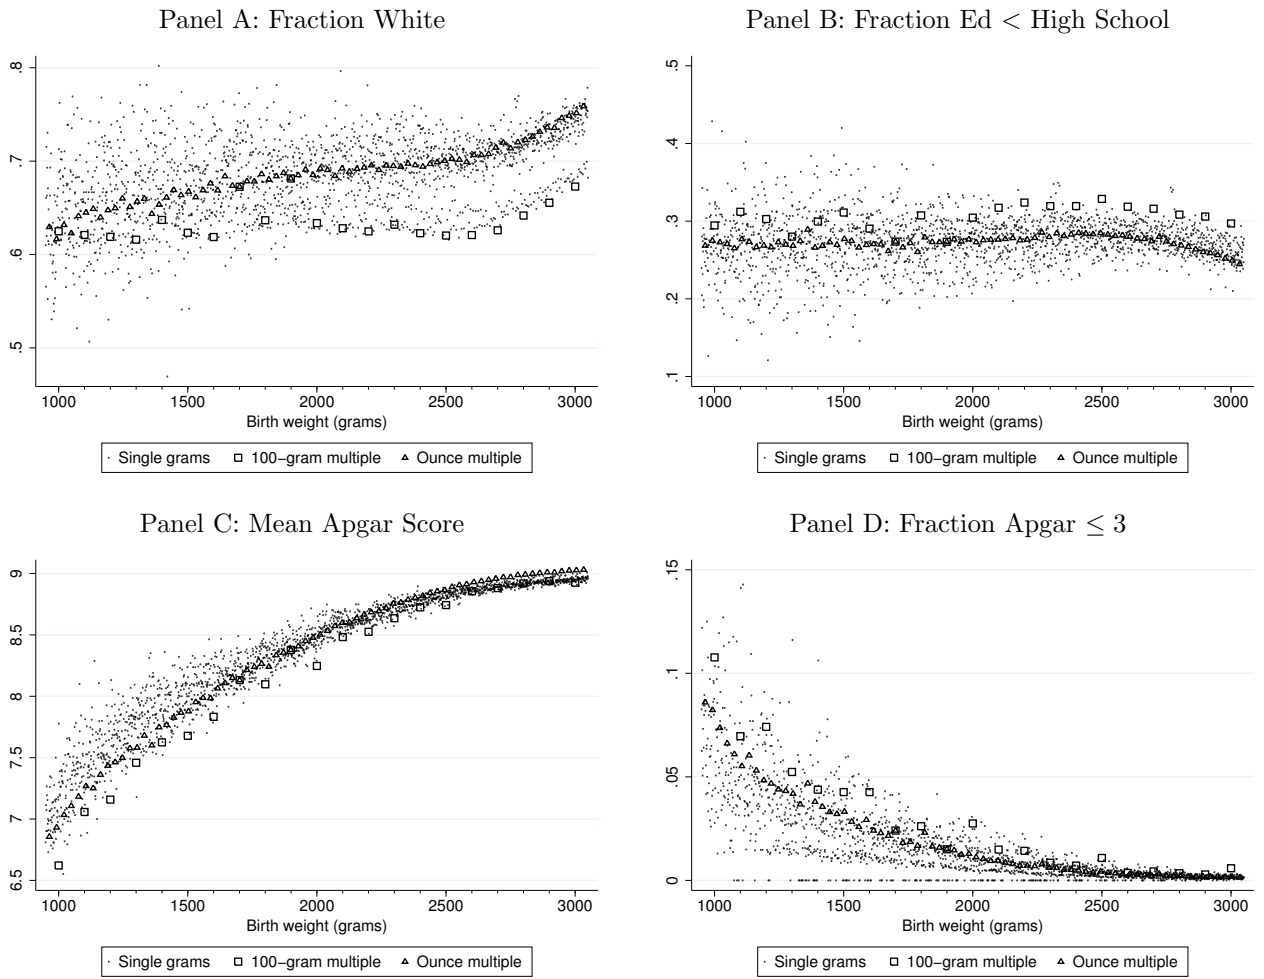 Panel A: Fraction White
.8
.7
.6
.5
1000 1500 2000 2500 3000
Birth weight (grams)
Single grams 100−gram multiple Ounce multiple
Panel B: Fraction Ed < High School
.5
.4
.3
.2
.1
1000 1500 2000 2500 3000
Birth weight (grams)
Single grams 100−gram multiple Ounce multiple
Panel C: Mean Apgar Score
9
8.5
8
7.5
7
6.5
1000 1500 2000 2500 3000
Birth weight (grams)
Single grams 100−gram multiple Ounce multiple
Panel D: Fraction Apgar ≤ 3
.15
.1
.05
0
1000 1500 2000 2500 3000
Birth weight (grams)
Single grams 100−gram multiple Ounce multiple